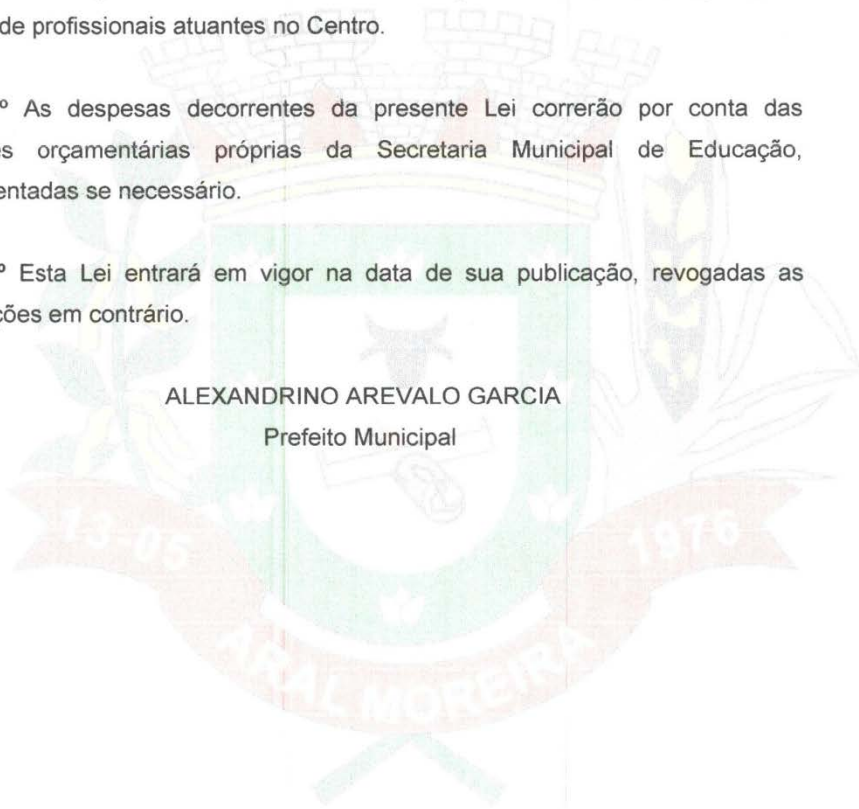 de profissionais atuantes no Centro.
º As despesas decorrentes da presente Lei correrão por conta das
es orçamentárias próprias da Secretaria Municipal de Educação,
entadas se necessário.
º Esta Lei entrará em vigor na data de sua publicação, revogadas as
ções em contrário.
ALEXANDRINO AREVALO GARCIA
Prefeito Municipal
13-05
1976
ARAL MOREIRA